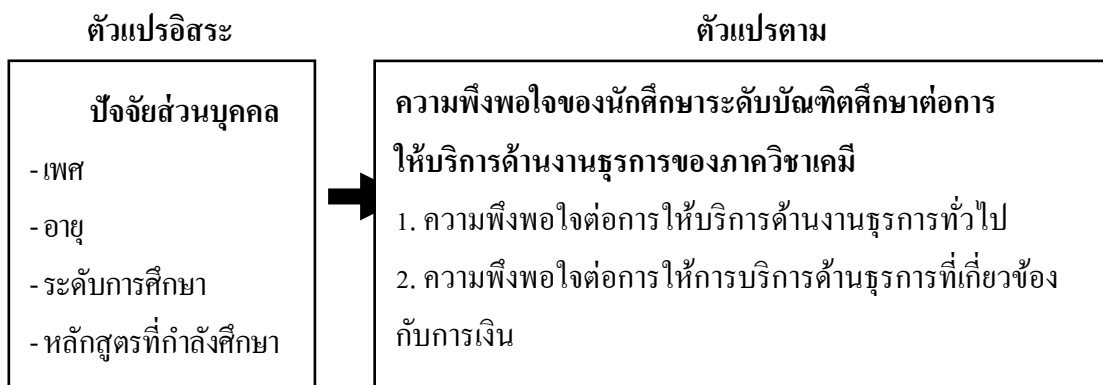 ตัวแปรอิสระ
ตัวแปรตาม
ปัจจัยส่วนบุคคล
- เพศ
- อายุ
- ระดับการศึกษา
- หลักสูตรที่กำลังศึกษา
ความพึงพอใจของนักศึกษาระดับบัณฑิตศึกษาต่อการ
ให้บริการด้านงานธุรการของภาควิชาเคมี
1. ความพึงพอใจต่อการให้บริการด้านงานธุรการทั่วไป
2. ความพึงพอใจต่อการให้การบริการด้านธุรการที่เกี่ยวข้อง
กับการเงิน